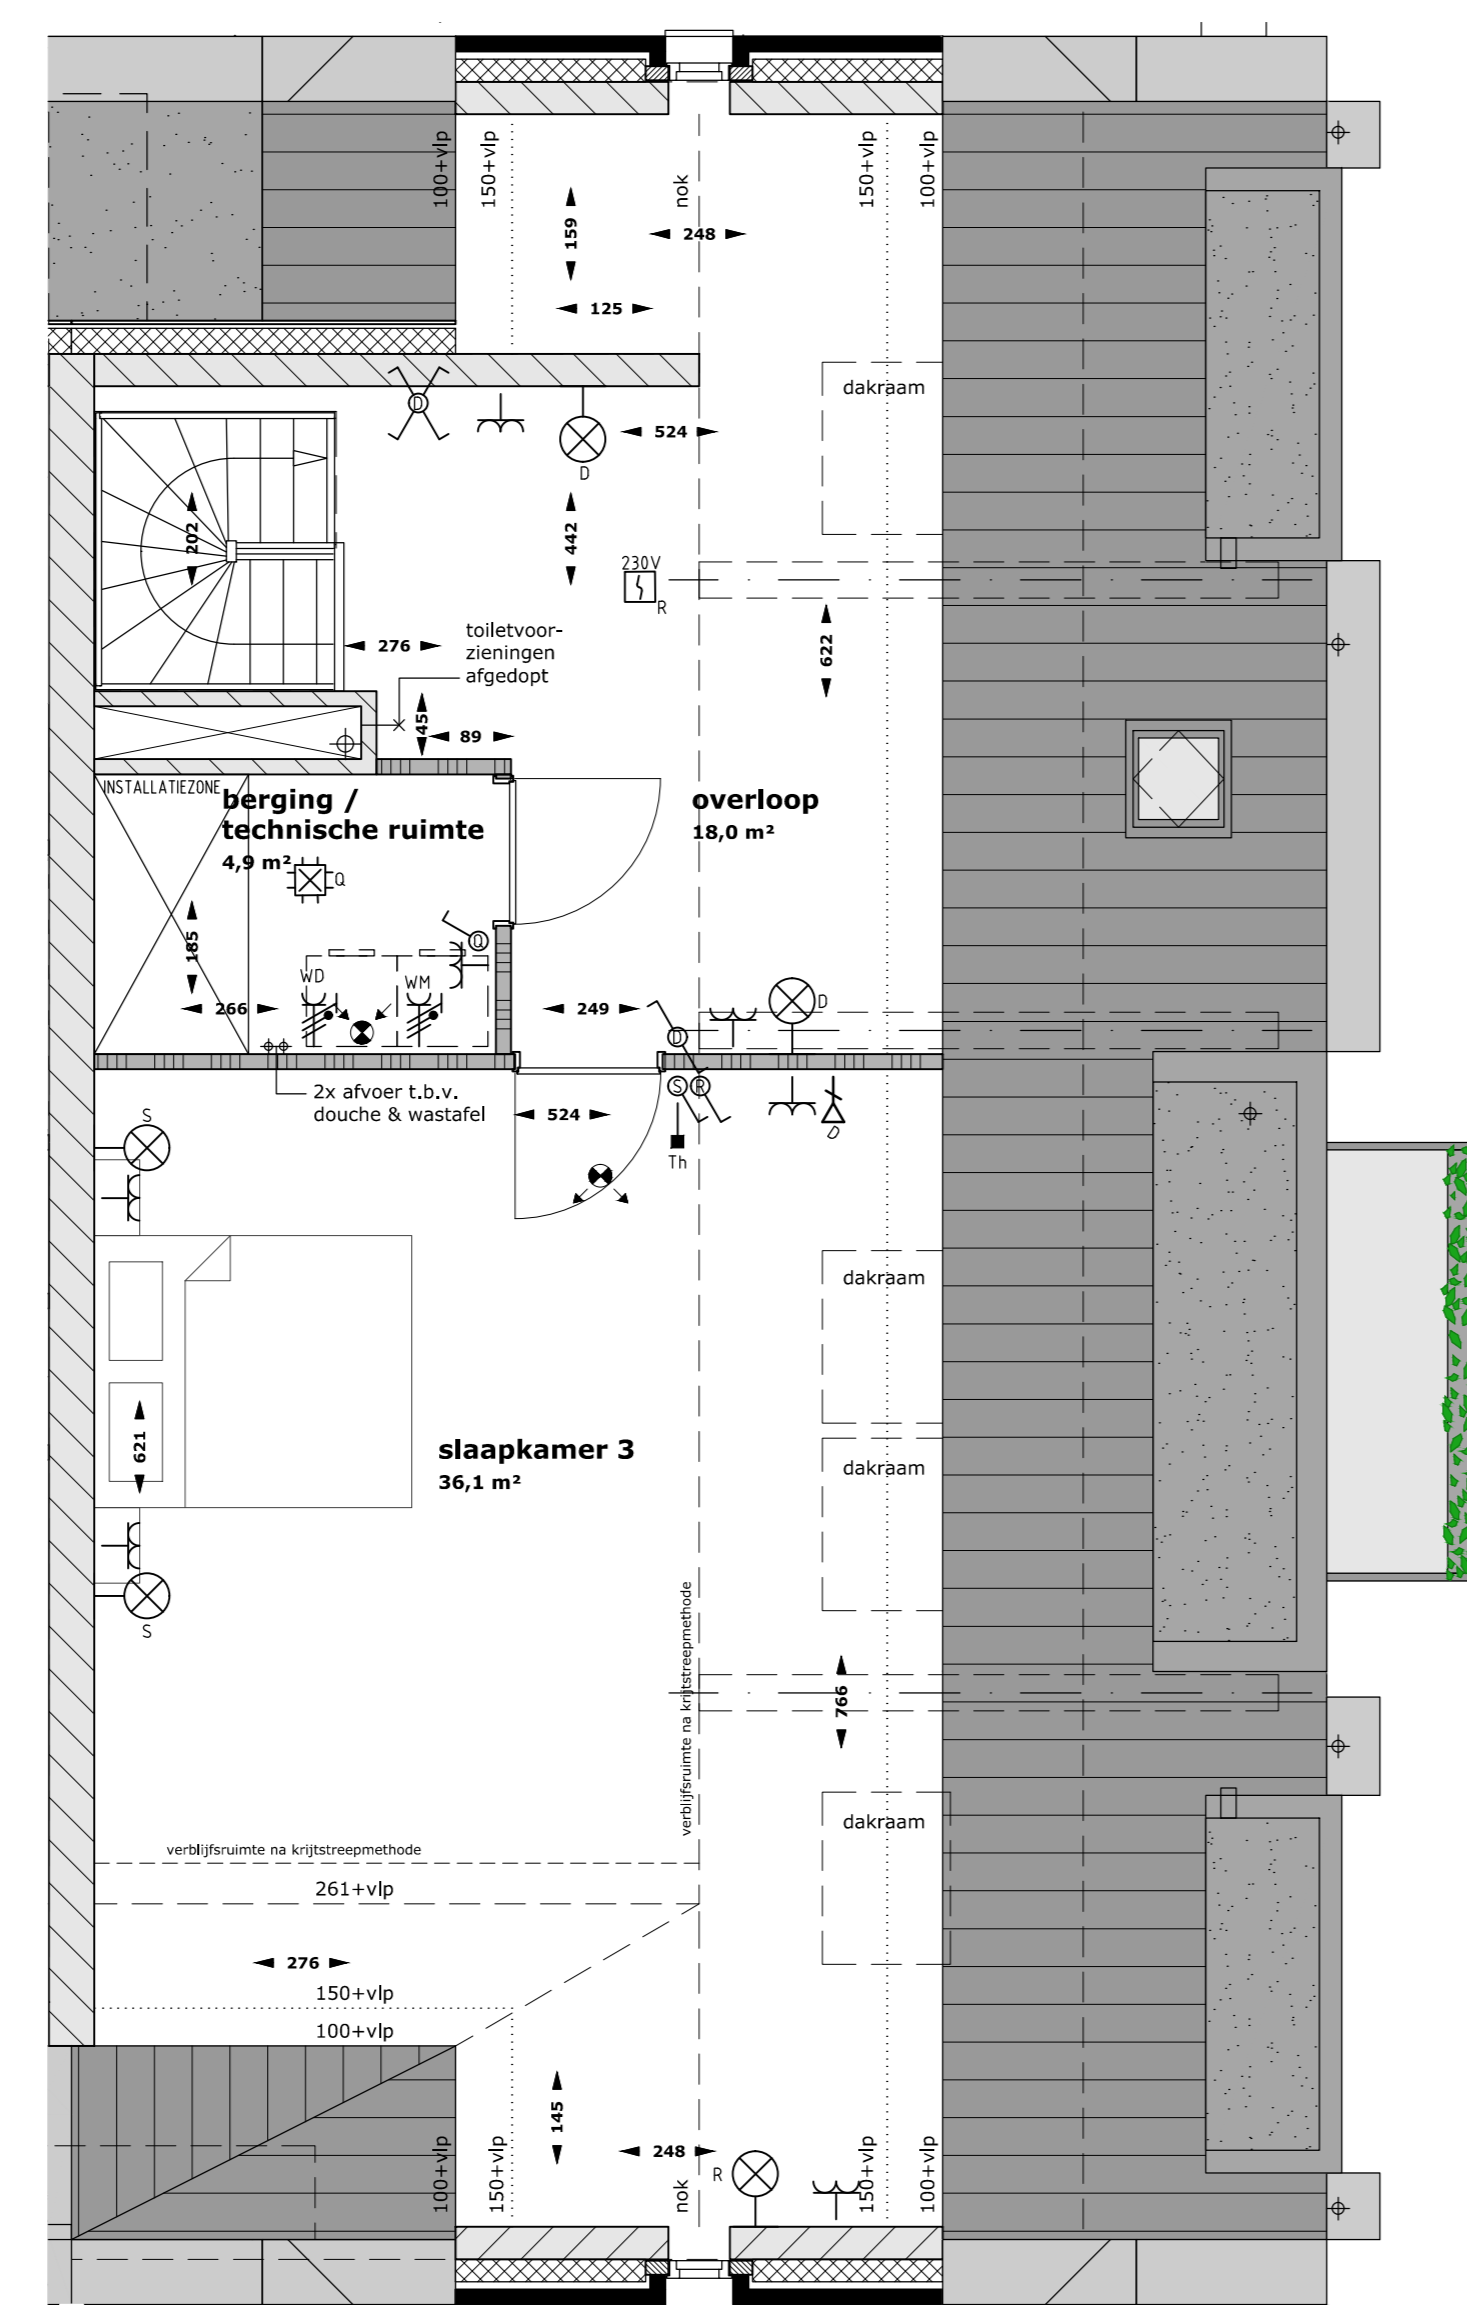 100+vlp
150+vlp
nok
150+vlp
100+vlp
159
248
125
dakraam
D
524
D
202
442
230V
R
622
276
toiletvoor-
zieningen
afgedopt
45
89
INSTALLATIEZONE
berging /
technische ruimte
4,9 m²
Q
overloop
18,0 m²
Q
185
WD
WM
266
249
D
D
2x afvoer t.b.v.
douche & wastafel
524
S
R
D
Th
S
dakraam
621
slaapkamer 3
36,1 m²
dakraam
S
verblijfsruimte na krijtstreepmethode
766
dakraam
verblijfsruimte na krijtstreepmethode
261+vlp
276
150+vlp
100+vlp
145
248
R
100+vlp
150+vlp
nok
150+vlp
100+vlp